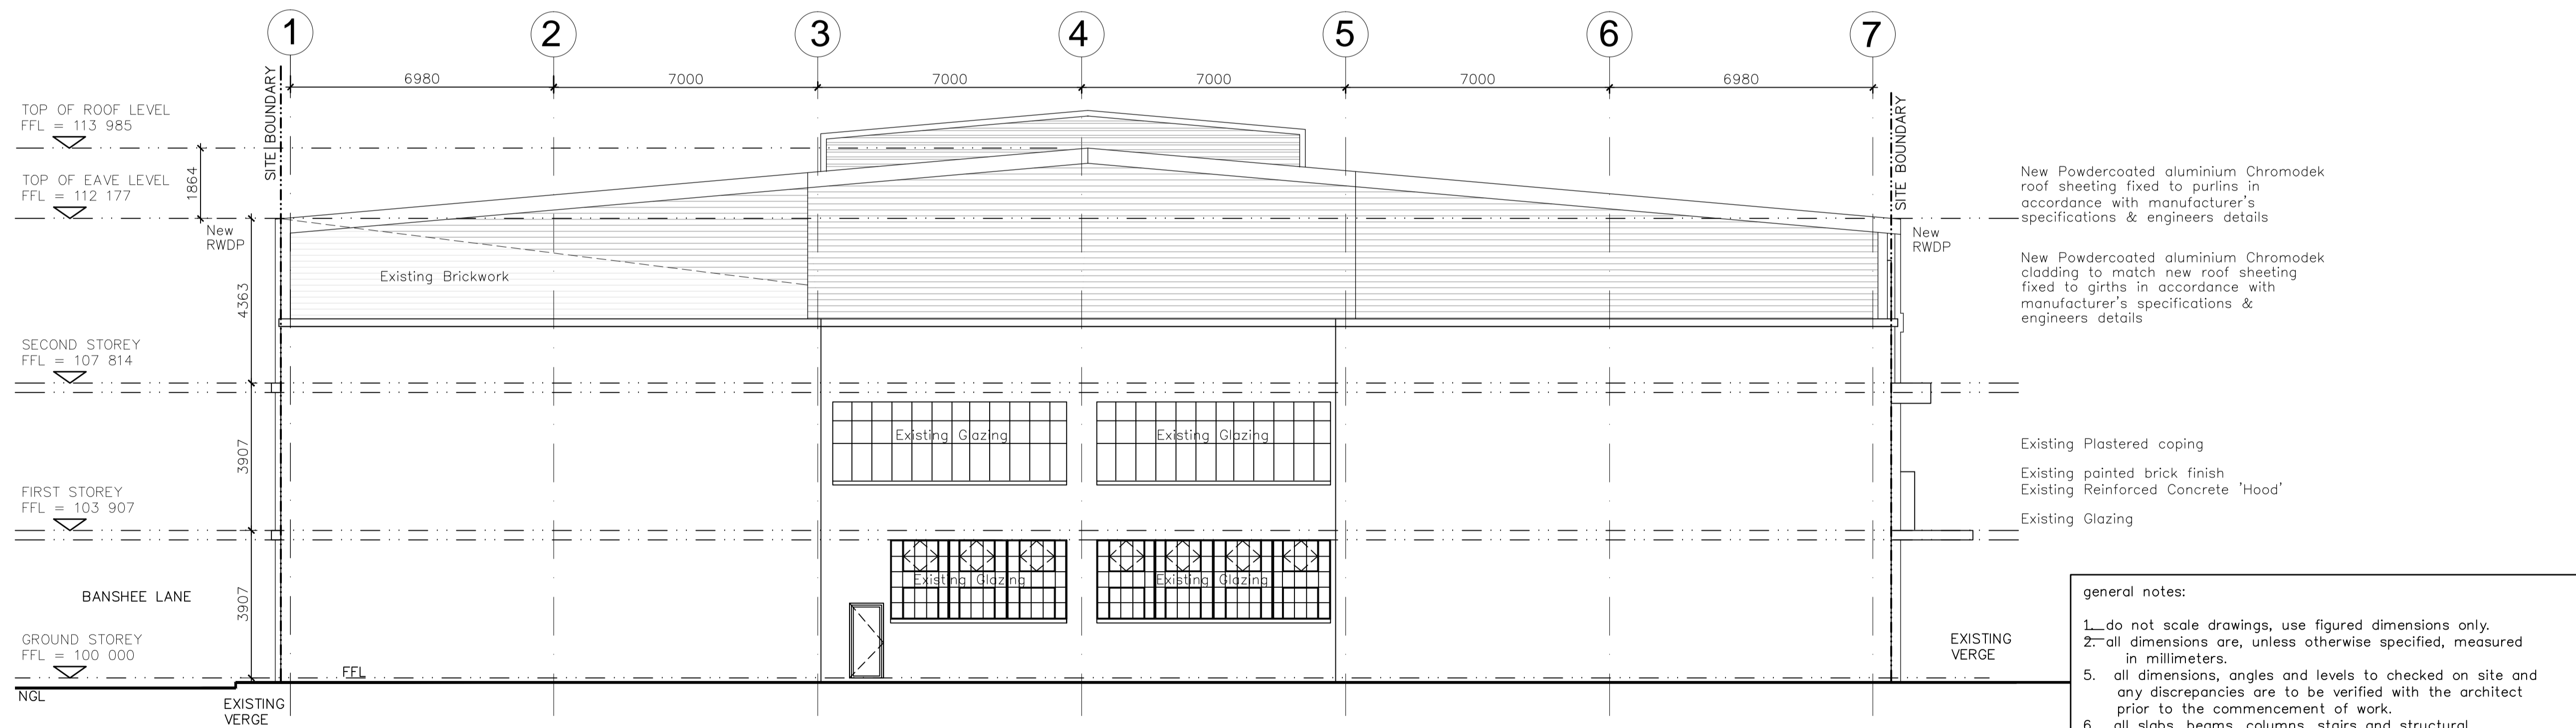 1 2 3 4 5 6 7
6980 7000 7000 7000 7000 6980
SITE BOUNDARY
SITE BOUNDARY
TOP OF ROOF LEVEL
FFL = 113 985
1864
TOP OF EAVE LEVEL
FFL = 112 177
New
RWDP
New
RWDP
Existing Brickwork
4363
SECOND STOREY
FFL = 107 814
3907
Existing Glazing
Existing Glazing
FIRST STOREY
FFL = 103 907
3907
Existing Glazing
Existing Glazing
BANSHEE LANE
GROUND STOREY
FFL = 100 000
FFL
NGL
EXISTING
VERGE
EXISTING
VERGE
New Powdercoated aluminium Chromodek
roof sheeting fixed to purlins in
accordance with manufacturer's
specifications & engineers details
New Powdercoated aluminium Chromodek
cladding to match new roof sheeting
fixed to girths in accordance with
manufacturer's specifications &
engineers details
Existing Plastered coping
Existing painted brick finish
Existing Reinforced Concrete 'Hood'
Existing Glazing
general notes:
1. do not scale drawings, use figured dimensions only.
2. all dimensions are, unless otherwise specified, measured
in millimeters.
5. all dimensions, angles and levels to checked on site and
any discrepancies are to be verified with the architect
prior to the commencement of work.
6. all slabs, beams, columns, stairs and structural